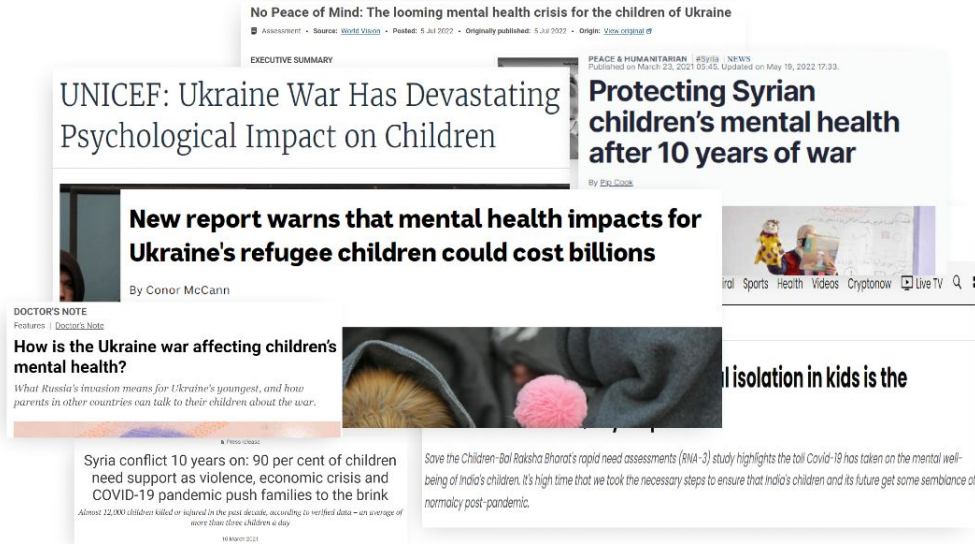 No Peace of Mind: The looming mental health crisis for the children of Ukraine
Assessment • Source: World Vision • Posted: 5 Jul 2022 • Originally published: 5 Jul 2022 • Origin: View original
EXECUTIVE SUMMARY
UNICEF: Ukraine War Has Devastating
Psychological Impact on Children
PEACE & HUMANITARIAN #Syria NEWS
Published on March 23, 2021 05:45. Updated on May 19, 2022 17:33.
Protecting Syrian
children's mental health
after 10 years of war
By Pip Cook
New report warns that mental health impacts for
Ukraine's refugee children could cost billions
By Conor McCann
Sports Health Videos Cryptonow Live TV
DOCTOR'S NOTE
Features | Doctor's Note
How is the Ukraine war affecting children's
mental health?
What Russia's invasion means for Ukraine's youngest, and how
parents in other countries can talk to their children about the war.
isolation in kids is the
Press release
Syria conflict 10 years on: 90 per cent of children
need support as violence, economic crisis and
COVID-19 pandemic push families to the brink
Almost 12,000 children killed or injured in the past decade, according to verified data – an average of
more than three children a day
Save the Children-Bal Raksha Bharat's rapid need assessments (RNA-3) study highlights the toll Covid-19 has taken on the mental well-
being of India's children. It's high time that we took the necessary steps to ensure that India's children and its future get some semblance of
normalcy post-pandemic.